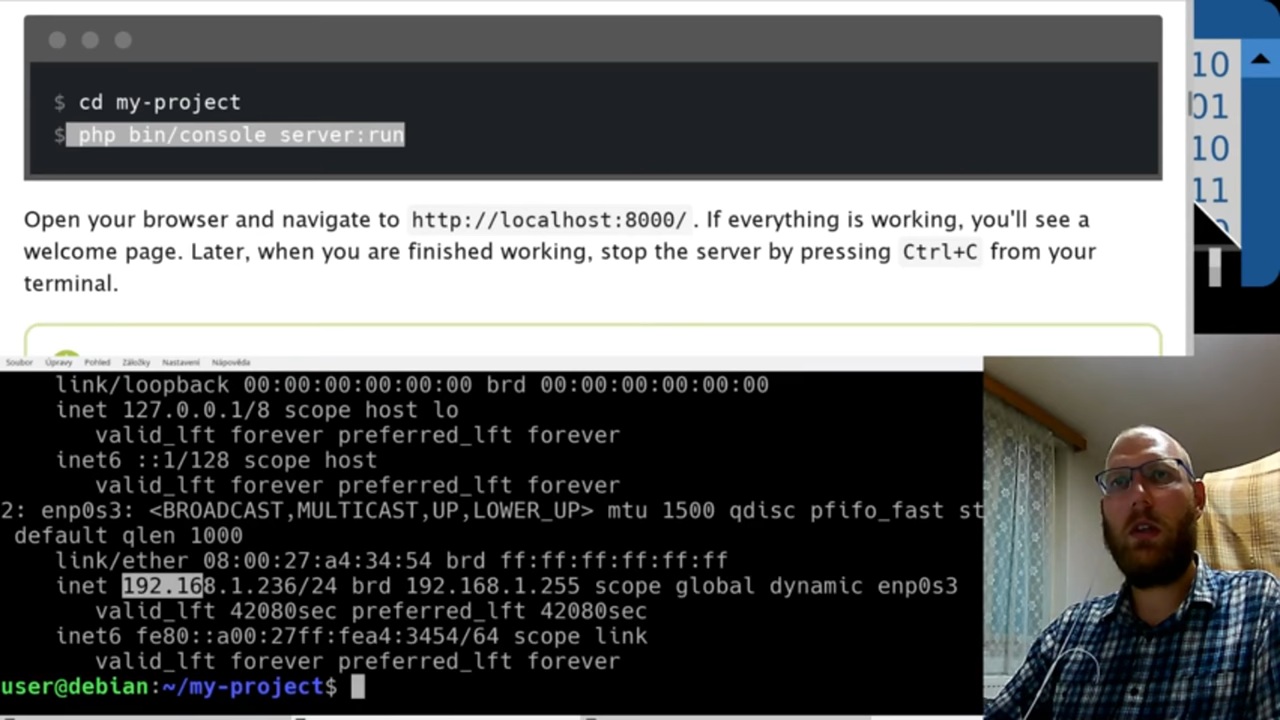 $ cd my-project
$ php bin/console server:run
Open your browser and navigate to http://localhost:8000/. If everything is working, you'll see a
welcome page. Later, when you are finished working, stop the server by pressing Ctrl+C from your
terminal.
10
01
10
11
Soubor Úpravy Pohled Záložky Nastavení Nápověda
link/loopback 00:00:00:00:00:00 brd 00:00:00:00:00:00
inet 127.0.0.1/8 scope host lo
valid_lft forever preferred_lft forever
inet6 ::1/128 scope host
valid_lft forever preferred_lft forever
2: enp0s3: <BROADCAST,MULTICAST,UP,LOWER_UP> mtu 1500 qdisc pfifo_fast st
default qlen 1000
link/ether 08:00:27:a4:34:54 brd ff:ff:ff:ff:ff:ff
inet 192.168.1.236/24 brd 192.168.1.255 scope global dynamic enp0s3
valid_lft 42080sec preferred_lft 42080sec
inet6 fe80::a00:27ff:fea4:3454/64 scope link
valid_lft forever preferred_lft forever
user@debian:~/my-project$